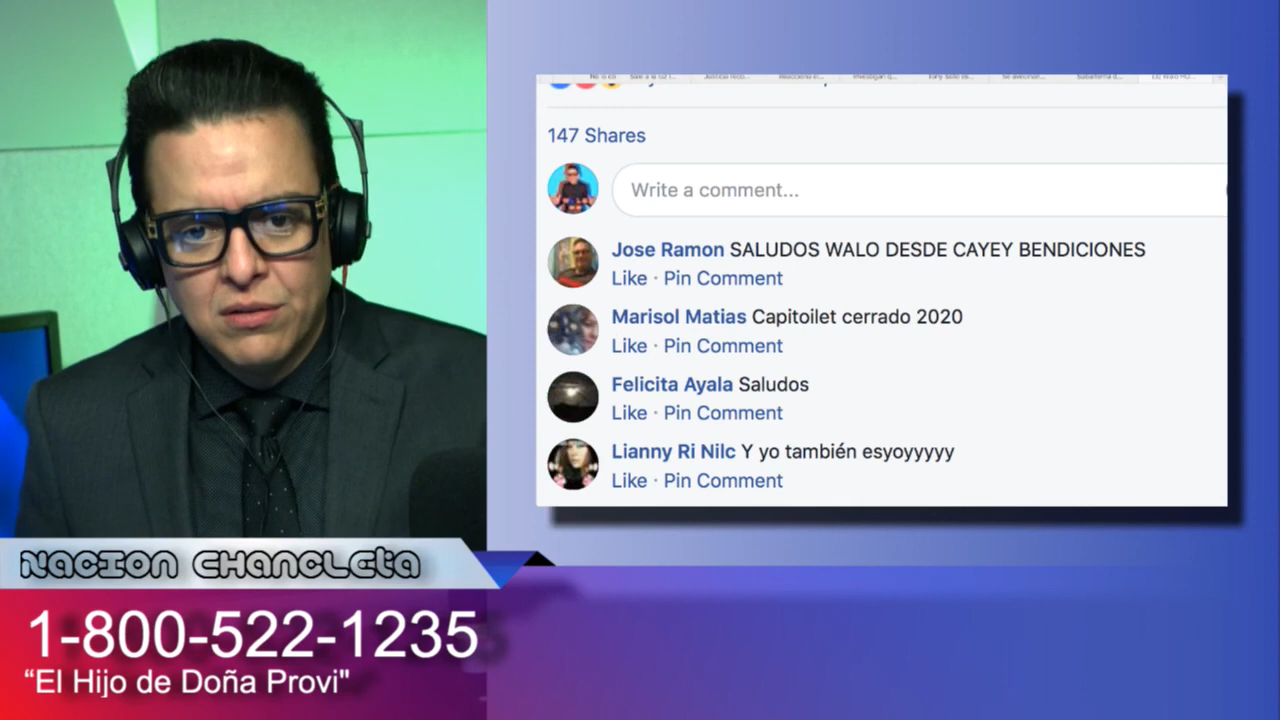 147 Shares
Write a comment...
Jose Ramon SALUDOS WALO DESDE CAYEY BENDICIONES
Like · Pin Comment
Marisol Matias Capitoilet cerrado 2020
Like · Pin Comment
Felicita Ayala Saludos
Like · Pin Comment
Lianny Ri Nilc Y yo también esyoyyyyy
Like · Pin Comment
NACION CHANCLETA
1-800-522-1235
“El Hijo de Doña Provi"